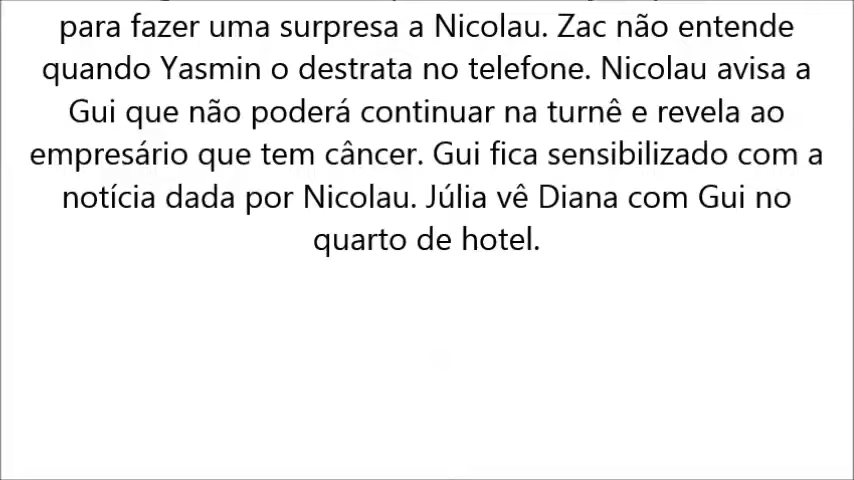 para fazer uma surpresa a Nicolau. Zac não entende
quando Yasmin o destrata no telefone. Nicolau avisa a
Gui que não poderá continuar na turnê e revela ao
empresário que tem câncer. Gui fica sensibilizado com a
notícia dada por Nicolau. Júlia vê Diana com Gui no
quarto de hotel.